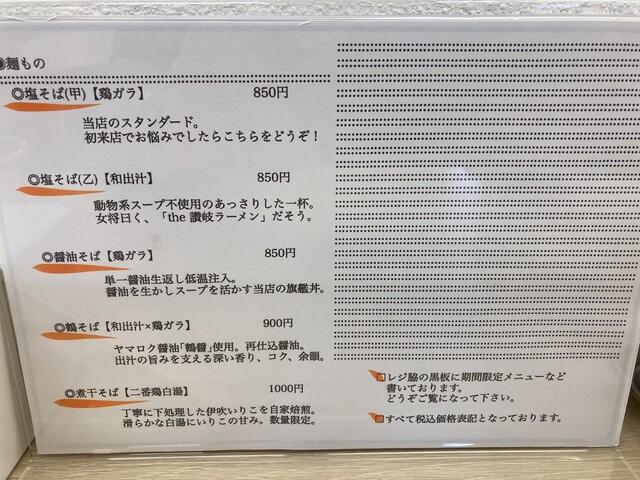 ◎麺もの
◎塩そば(甲)【鶏ガラ】 850円
当店のスタンダード。
初来店でお悩みでしたらこちらをどうぞ！
◎塩そば(乙)【和出汁】 850円
動物系スープ不使用のあっさりした一杯。
女将曰く、「the 讃岐ラーメン」だそう。
◎醤油そば【鶏ガラ】 850円
単一醤油生返し低温注入。
醤油を生かしスープを活かす当店の旗艦丼。
◎鶴そば【和出汁×鶏ガラ】 900円
ヤマロク醤油「鶴醤」使用。再仕込醤油。
出汁の旨みを支える深い香り、コク、余韻。
◎煮干そば【二番鶏白湯】 1000円
丁寧に下処理した伊吹いりこを自家焙煎。
滑らかな白湯にいりこの甘み。数量限定。
レジ脇の黒板に期間限定メニューなど
書いております。
どうぞご覧になって下さい。
すべて税込価格表記となっております。